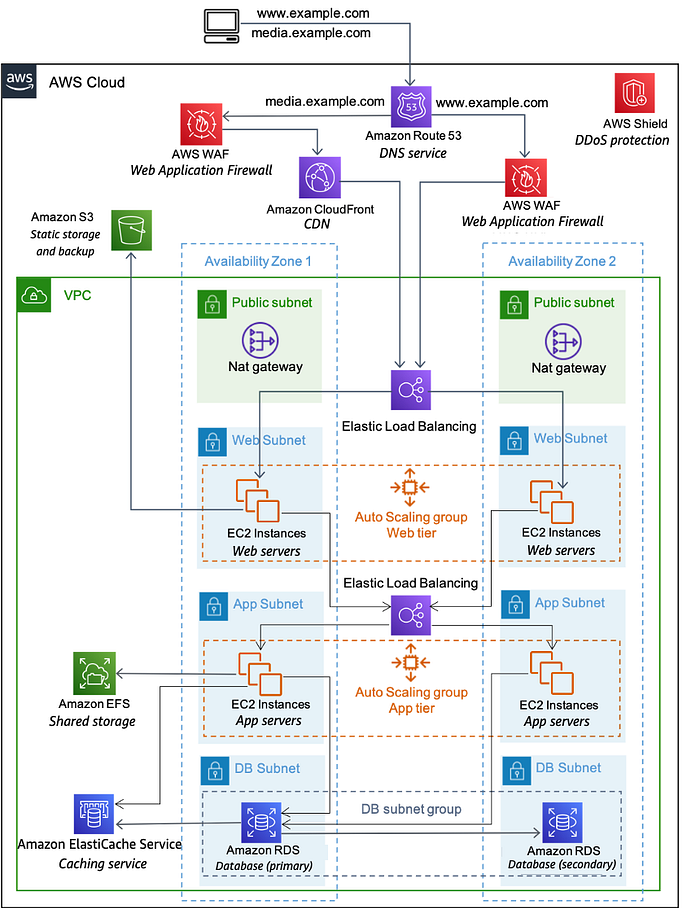 www.example.com
media.example.com
aws
AWS Cloud
media.example.com
www.example.com
53
Amazon Route 53
DNS service
AWS Shield
DDoS protection
AWS WAF
Web Application Firewall
Amazon CloudFront
CDN
AWS WAF
Web Application Firewall
Amazon S3
Static storage
and backup
Availability Zone 1
Availability Zone 2
VPC
Public subnet
Nat gateway
Public subnet
Nat gateway
Elastic Load Balancing
Web Subnet
Web Subnet
EC2 Instances
Web servers
Auto Scaling group
Web tier
EC2 Instances
Web servers
Elastic Load Balancing
App Subnet
App Subnet
Amazon EFS
Shared storage
EC2 Instances
App servers
Auto Scaling group
App tier
EC2 Instances
App servers
DB Subnet
DB Subnet
DB subnet group
Amazon ElastiCache Service
Caching service
Amazon RDS
Database (primary)
Amazon RDS
Database (secondary)